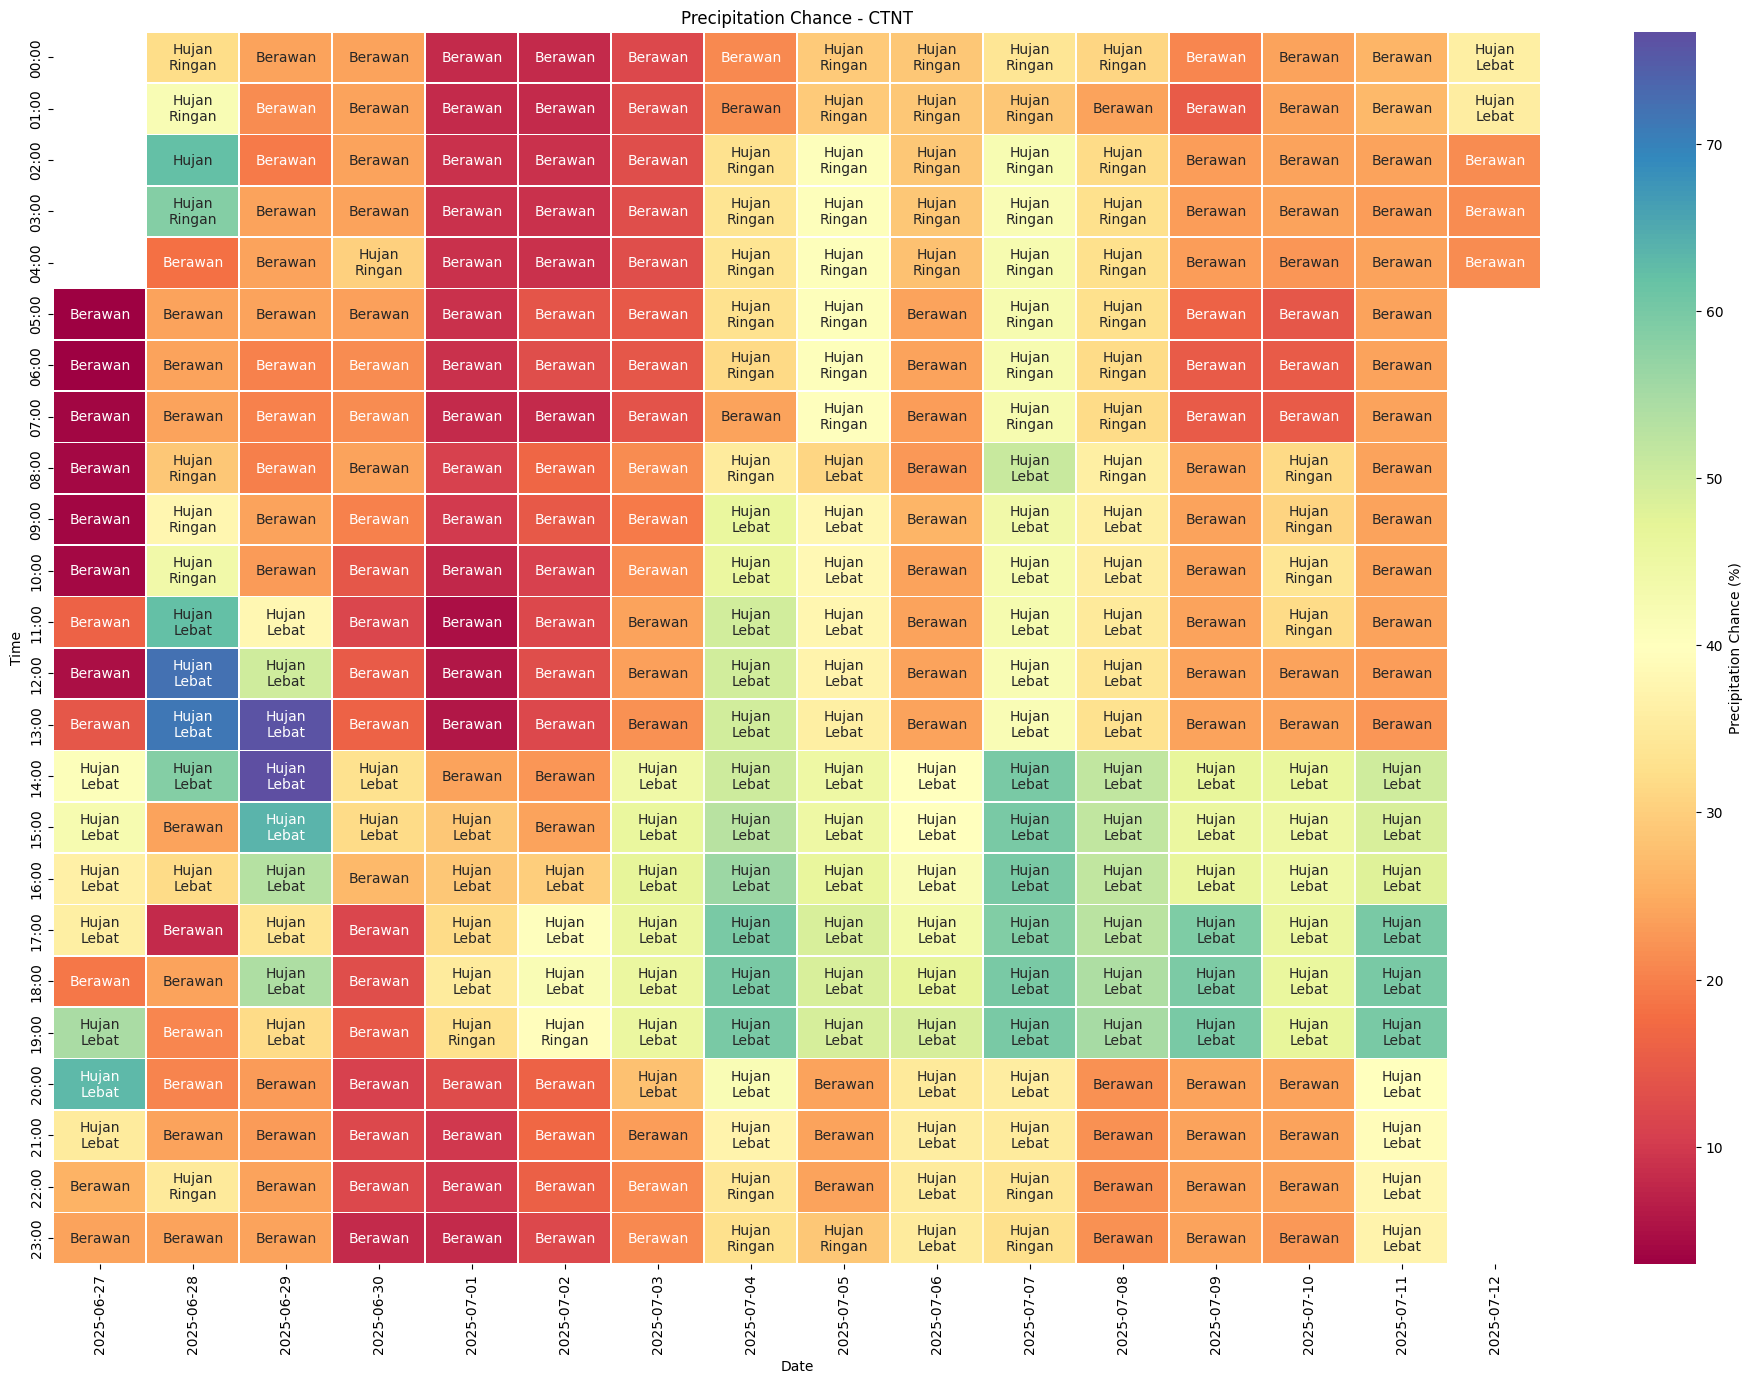 Precipitation Chance - CTNT
00:00 Hujan Ringan Berawan Berawan Berawan Berawan Berawan Berawan Hujan Ringan Hujan Ringan Hujan Ringan Hujan Ringan Berawan Berawan Berawan Hujan Lebat
01:00 Hujan Ringan Berawan Berawan Berawan Berawan Berawan Berawan Hujan Ringan Hujan Ringan Hujan Ringan Berawan Berawan Berawan Berawan Hujan Lebat
02:00 Hujan Berawan Berawan Berawan Berawan Berawan Hujan Ringan Hujan Ringan Hujan Ringan Hujan Ringan Hujan Ringan Berawan Berawan Berawan Berawan
03:00 Hujan Ringan Berawan Berawan Berawan Berawan Berawan Hujan Ringan Hujan Ringan Hujan Ringan Hujan Ringan Hujan Ringan Berawan Berawan Berawan Berawan
04:00 Berawan Berawan Hujan Ringan Berawan Berawan Berawan Hujan Ringan Hujan Ringan Hujan Ringan Hujan Ringan Hujan Ringan Berawan Berawan Berawan Berawan
05:00 Berawan Berawan Berawan Berawan Berawan Berawan Berawan Hujan Ringan Hujan Ringan Berawan Hujan Ringan Hujan Ringan Berawan Berawan Berawan
06:00 Berawan Berawan Berawan Berawan Berawan Berawan Berawan Hujan Ringan Hujan Ringan Berawan Hujan Ringan Hujan Ringan Berawan Berawan Berawan
07:00 Berawan Berawan Berawan Berawan Berawan Berawan Berawan Berawan Hujan Ringan Berawan Hujan Ringan Hujan Ringan Berawan Berawan Berawan
08:00 Berawan Hujan Ringan Berawan Berawan Berawan Berawan Berawan Hujan Ringan Hujan Lebat Berawan Hujan Lebat Hujan Ringan Berawan Hujan Ringan Berawan
09:00 Berawan Hujan Ringan Berawan Berawan Berawan Berawan Berawan Hujan Lebat Hujan Lebat Berawan Hujan Lebat Hujan Lebat Berawan Hujan Ringan Berawan
10:00 Berawan Hujan Ringan Berawan Berawan Berawan Berawan Berawan Hujan Lebat Hujan Lebat Berawan Hujan Lebat Hujan Lebat Berawan Hujan Ringan Berawan
11:00 Berawan Hujan Lebat Hujan Lebat Berawan Berawan Berawan Berawan Hujan Lebat Hujan Lebat Berawan Hujan Lebat Hujan Lebat Berawan Hujan Ringan Berawan
12:00 Berawan Hujan Lebat Hujan Lebat Berawan Berawan Berawan Berawan Hujan Lebat Hujan Lebat Berawan Hujan Lebat Hujan Lebat Berawan Berawan Berawan
13:00 Berawan Hujan Lebat Hujan Lebat Berawan Berawan Berawan Berawan Hujan Lebat Hujan Lebat Berawan Hujan Lebat Hujan Lebat Berawan Berawan Berawan
14:00 Hujan Lebat Hujan Lebat Hujan Lebat Hujan Lebat Berawan Berawan Hujan Lebat Hujan Lebat Hujan Lebat Hujan Lebat Hujan Lebat Hujan Lebat Hujan Lebat Hujan Lebat Hujan Lebat
15:00 Hujan Lebat Berawan Hujan Lebat Hujan Lebat Hujan Lebat Berawan Hujan Lebat Hujan Lebat Hujan Lebat Hujan Lebat Hujan Lebat Hujan Lebat Hujan Lebat Hujan Lebat Hujan Lebat
16:00 Hujan Lebat Hujan Lebat Hujan Lebat Berawan Hujan Lebat Hujan Lebat Hujan Lebat Hujan Lebat Hujan Lebat Hujan Lebat Hujan Lebat Hujan Lebat Hujan Lebat Hujan Lebat Hujan Lebat
17:00 Hujan Lebat Berawan Hujan Lebat Berawan Hujan Lebat Hujan Lebat Hujan Lebat Hujan Lebat Hujan Lebat Hujan Lebat Hujan Lebat Hujan Lebat Hujan Lebat Hujan Lebat Hujan Lebat
18:00 Berawan Berawan Hujan Lebat Berawan Hujan Lebat Hujan Lebat Hujan Lebat Hujan Lebat Hujan Lebat Hujan Lebat Hujan Lebat Hujan Lebat Hujan Lebat Hujan Lebat Hujan Lebat
19:00 Hujan Lebat Berawan Hujan Lebat Berawan Hujan Ringan Hujan Ringan Hujan Lebat Hujan Lebat Hujan Lebat Hujan Lebat Hujan Lebat Hujan Lebat Hujan Lebat Hujan Lebat Hujan Lebat
20:00 Hujan Lebat Berawan Berawan Berawan Berawan Berawan Hujan Lebat Hujan Lebat Berawan Hujan Lebat Hujan Lebat Berawan Berawan Berawan Hujan Lebat
21:00 Hujan Lebat Berawan Berawan Berawan Berawan Berawan Berawan Hujan Lebat Berawan Hujan Lebat Hujan Lebat Berawan Berawan Berawan Hujan Lebat
22:00 Berawan Hujan Ringan Berawan Berawan Berawan Berawan Berawan Hujan Ringan Berawan Hujan Lebat Hujan Ringan Berawan Berawan Berawan Hujan Lebat
23:00 Berawan Berawan Berawan Berawan Berawan Berawan Berawan Hujan Ringan Hujan Ringan Hujan Lebat Hujan Ringan Berawan Berawan Berawan Hujan Lebat
Time
2025-06-27 2025-06-28 2025-06-29 2025-06-30 2025-07-01 2025-07-02 2025-07-03 2025-07-04 2025-07-05 2025-07-06 2025-07-07 2025-07-08 2025-07-09 2025-07-10 2025-07-11 2025-07-12
Date
70
60
50
40
30
20
10
Precipitation Chance (%)